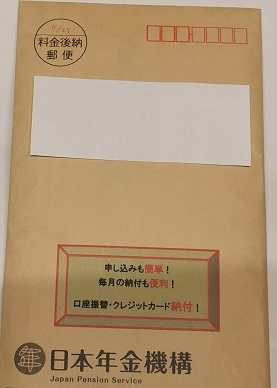 料金後納
郵便
申し込みも簡単！
毎月の納付も便利！
口座振替・クレジットカード納付！
日本年金機構
Japan Pension Service